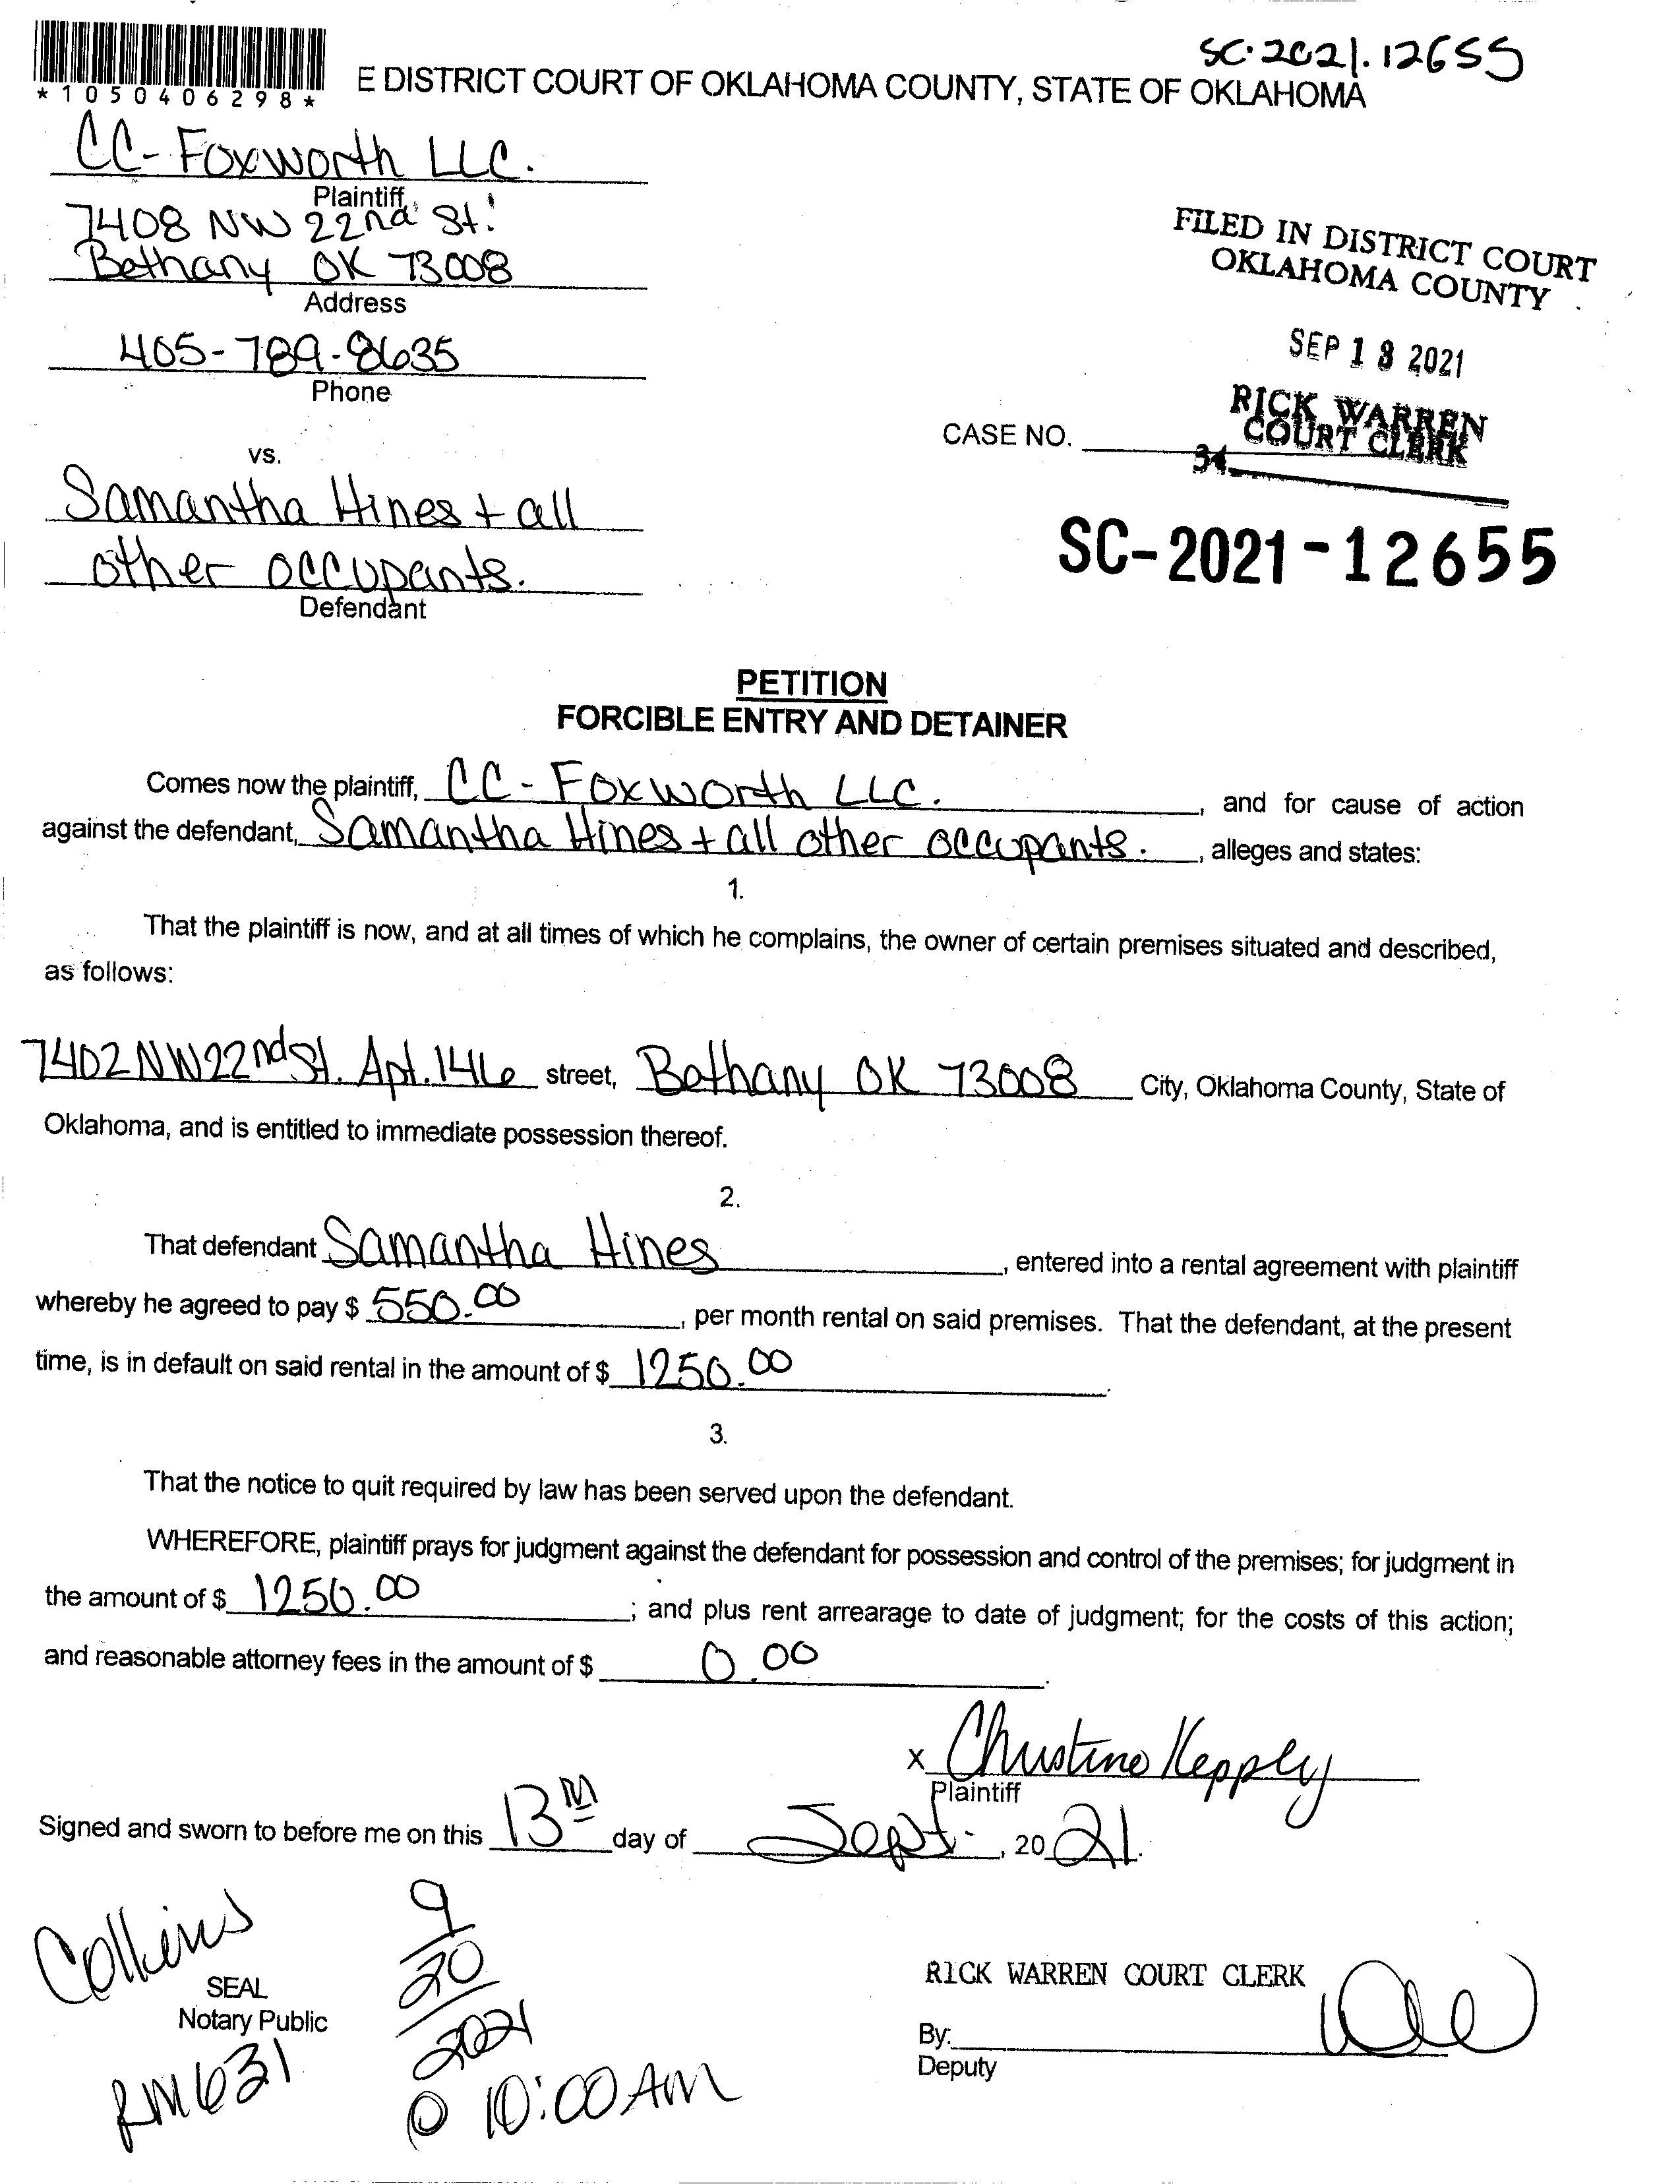 SC-2021-12655
*1050406298*
E DISTRICT COURT OF OKLAHOMA COUNTY, STATE OF OKLAHOMA
CC-Foxworth LLC.
Plaintiff
7408 NW 22nd St.
Bethany OK 73008
Address
405-789-8635
Phone
FILED IN DISTRICT COURT
OKLAHOMA COUNTY
SEP 13 2021
RICK WARREN
COURT CLERK
CASE NO.
34
vs.
Samantha Hines + all
other occupants.
Defendant
SC-2021-12655
PETITION
FORCIBLE ENTRY AND DETAINER
Comes now the plaintiff, CC-Foxworth LLC. , and for cause of action
against the defendant, Samantha Hines + all other occupants. , alleges and states:
1.
That the plaintiff is now, and at all times of which he complains, the owner of certain premises situated and described,
as follows:
7402 NW 22nd St. Apt. 146 street, Bethany OK 73008 City, Oklahoma County, State of
Oklahoma, and is entitled to immediate possession thereof.
2.
That defendant Samantha Hines , entered into a rental agreement with plaintiff
whereby he agreed to pay $ 550.00 , per month rental on said premises. That the defendant, at the present
time, is in default on said rental in the amount of $ 1250.00 .
3.
That the notice to quit required by law has been served upon the defendant.
WHEREFORE, plaintiff prays for judgment against the defendant for possession and control of the premises; for judgment in
the amount of $ 1250.00 ; and plus rent arrearage to date of judgment; for the costs of this action;
and reasonable attorney fees in the amount of $ 0.00 .
x Christine Kepply
Plaintiff
Signed and sworn to before me on this 13th day of Sept. , 20 21.
Collins
SEAL
Notary Public
RM 631
9/20/2021
@ 10:00 AM
RICK WARREN COURT CLERK
By:
Deputy